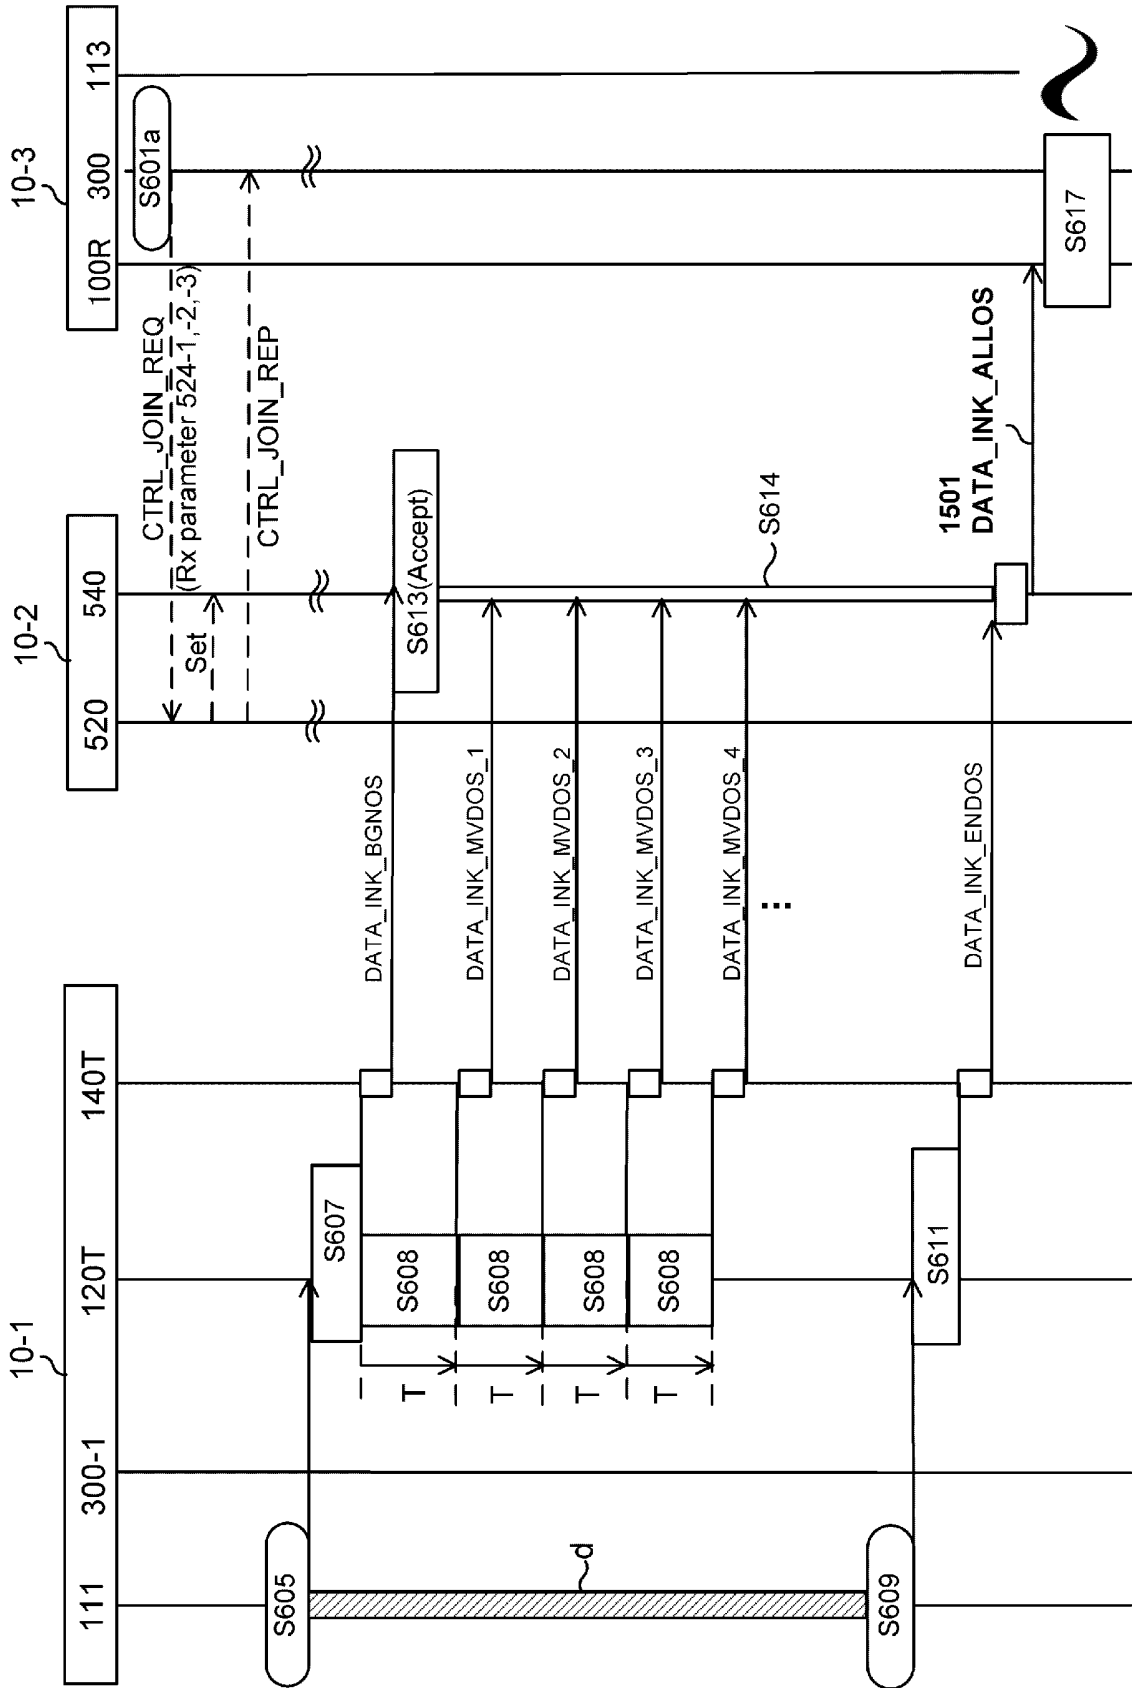 10-1
10-2
10-3
111
300-1
120T
140T
520
540
100R
300
113
S601a
CTRL_JOIN_REQ
(Rx parameter 524-1,-2,-3)
Set
CTRL_JOIN_REP
S605
S607
DATA_INK_BGNOS
S613(Accept)
T
S608
DATA_INK_MVDOS_1
T
S608
DATA_INK_MVDOS_2
T
S608
DATA_INK_MVDOS_3
T
S608
DATA_INK_MVDOS_4
...
d
S614
S609
S611
DATA_INK_ENDOS
1501
DATA_INK_ALLOS
S617